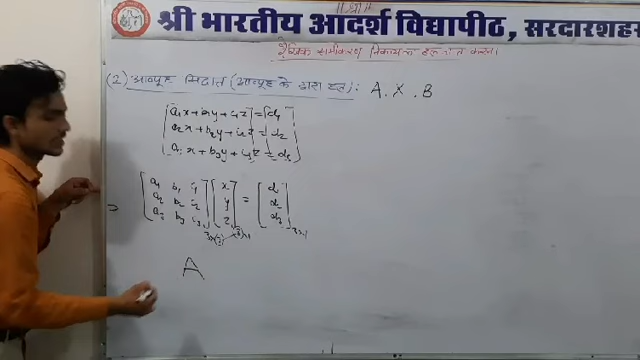 श्री भारतीय आदर्श विद्यापीठ, सरदारशहर
रैखिक समीकरण निकाय का हल ज्ञात करना।
(2) आव्यूह सिद्धांत (आव्यूह के द्वारा हल): A . X . B
a₁x + b₁y + c₁z = d₁
a₂x + b₂y + c₂z = d₂
a₃x + b₃y + c₃z = d₃
⇒ [a₁ b₁ c₁] [x] = [d₁]
[a₂ b₂ c₂] [y] [d₂]
[a₃ b₃ c₃] [z] [d₃]
A